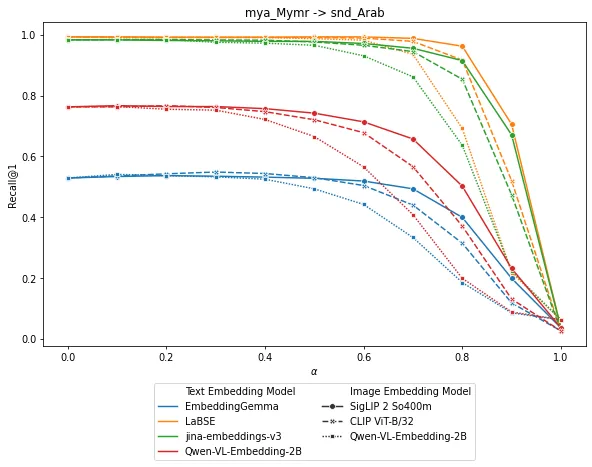 mya_Mymr -> snd_Arab
1.0
0.8
0.6
0.4
0.2
0.0
Recall@1
0.0 0.2 0.4 0.6 0.8 1.0
α
Text Embedding Model Image Embedding Model
EmbeddingGemma SigLIP 2 So400m
LaBSE CLIP ViT-B/32
jina-embeddings-v3 Qwen-VL-Embedding-2B
Qwen-VL-Embedding-2B